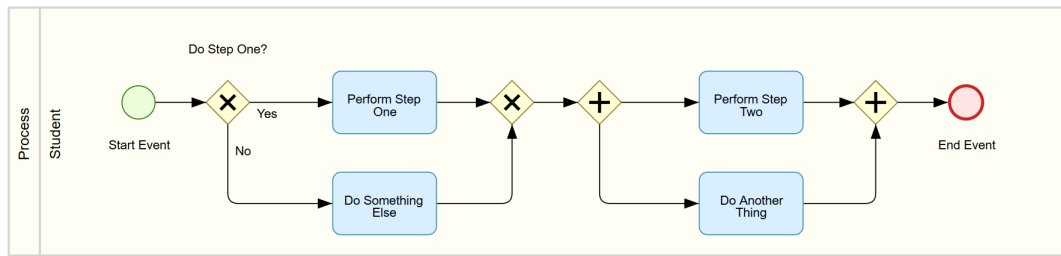 Process
Student
Do Step One?
Start Event
Yes
No
Perform Step
One
Do Something
Else
Perform Step
Two
Do Another
Thing
End Event